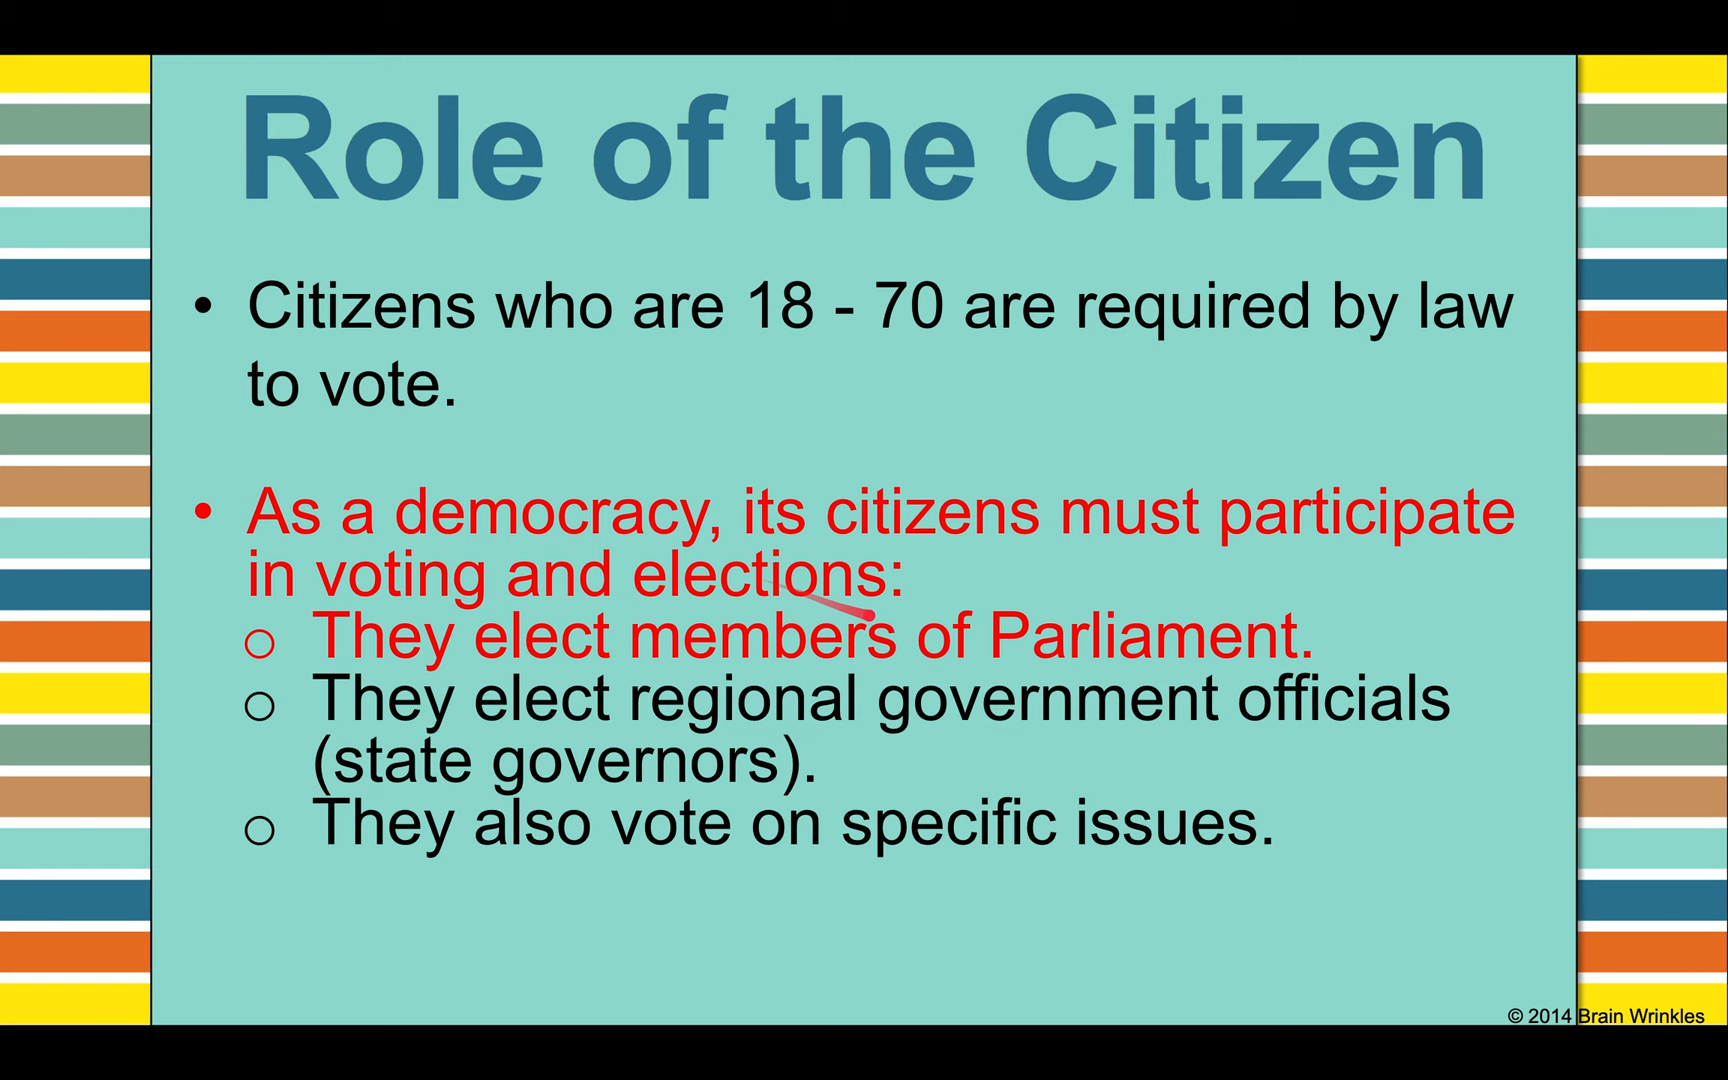 Role of the Citizen
• Citizens who are 18 - 70 are required by law
to vote.
• As a democracy, its citizens must participate
in voting and elections:
o They elect members of Parliament.
o They elect regional government officials
(state governors).
o They also vote on specific issues.
© 2014 Brain Wrinkles